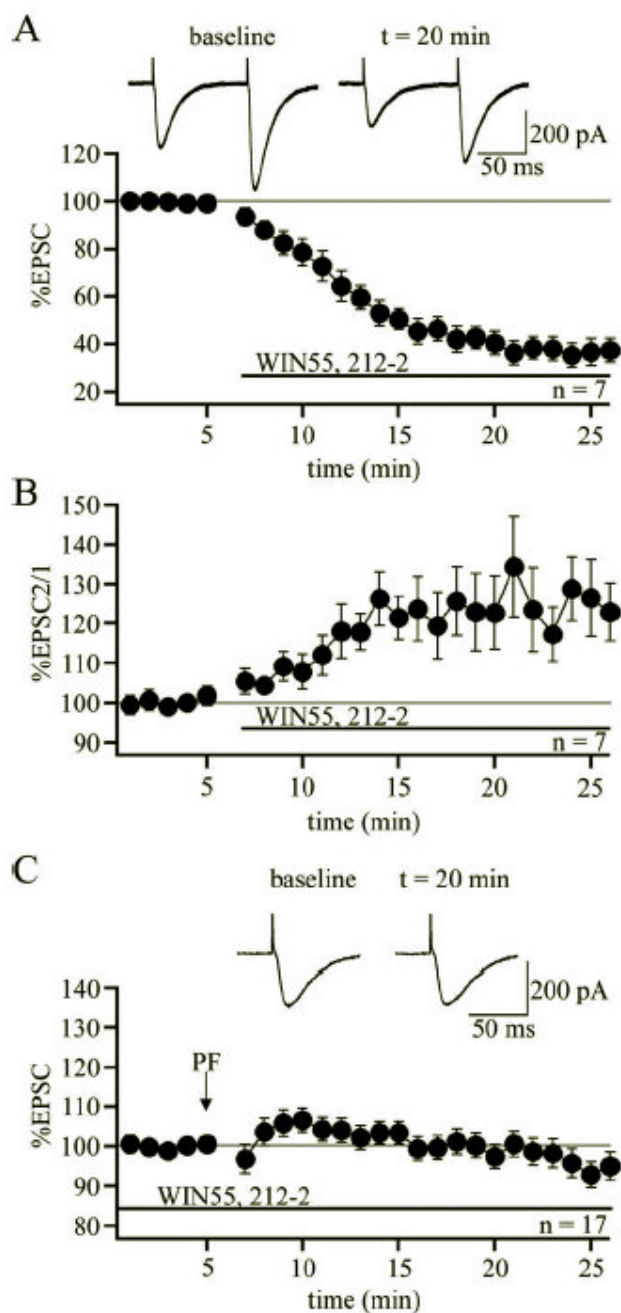 A
baseline t = 20 min
200 pA
50 ms
120
100
80
60
40
20
%EPSC
WIN55, 212-2
n = 7
5 10 15 20 25
time (min)
B
150
140
130
120
110
100
90
%EPSC2/1
WIN55, 212-2
n = 7
5 10 15 20 25
time (min)
C
baseline t = 20 min
200 pA
50 ms
140
130
120
110
100
90
80
%EPSC
PF
WIN55, 212-2
n = 17
5 10 15 20 25
time (min)